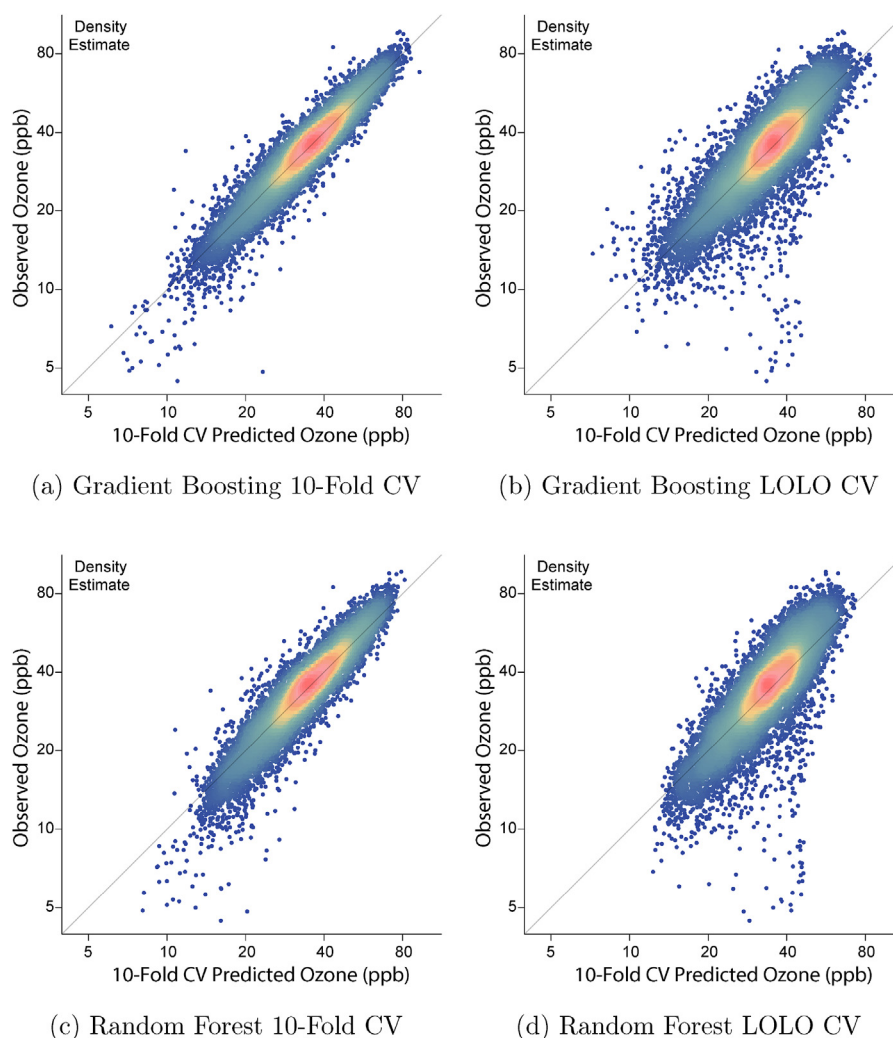 Density
Estimate
80
40
20
10
5
Observed Ozone (ppb)
5 10 20 40 80
10-Fold CV Predicted Ozone (ppb)
(a) Gradient Boosting 10-Fold CV
Density
Estimate
80
40
20
10
5
Observed Ozone (ppb)
5 10 20 40 80
10-Fold CV Predicted Ozone (ppb)
(b) Gradient Boosting LOLO CV
Density
Estimate
80
40
20
10
5
Observed Ozone (ppb)
5 10 20 40 80
10-Fold CV Predicted Ozone (ppb)
(c) Random Forest 10-Fold CV
Density
Estimate
80
40
20
10
5
Observed Ozone (ppb)
5 10 20 40 80
10-Fold CV Predicted Ozone (ppb)
(d) Random Forest LOLO CV